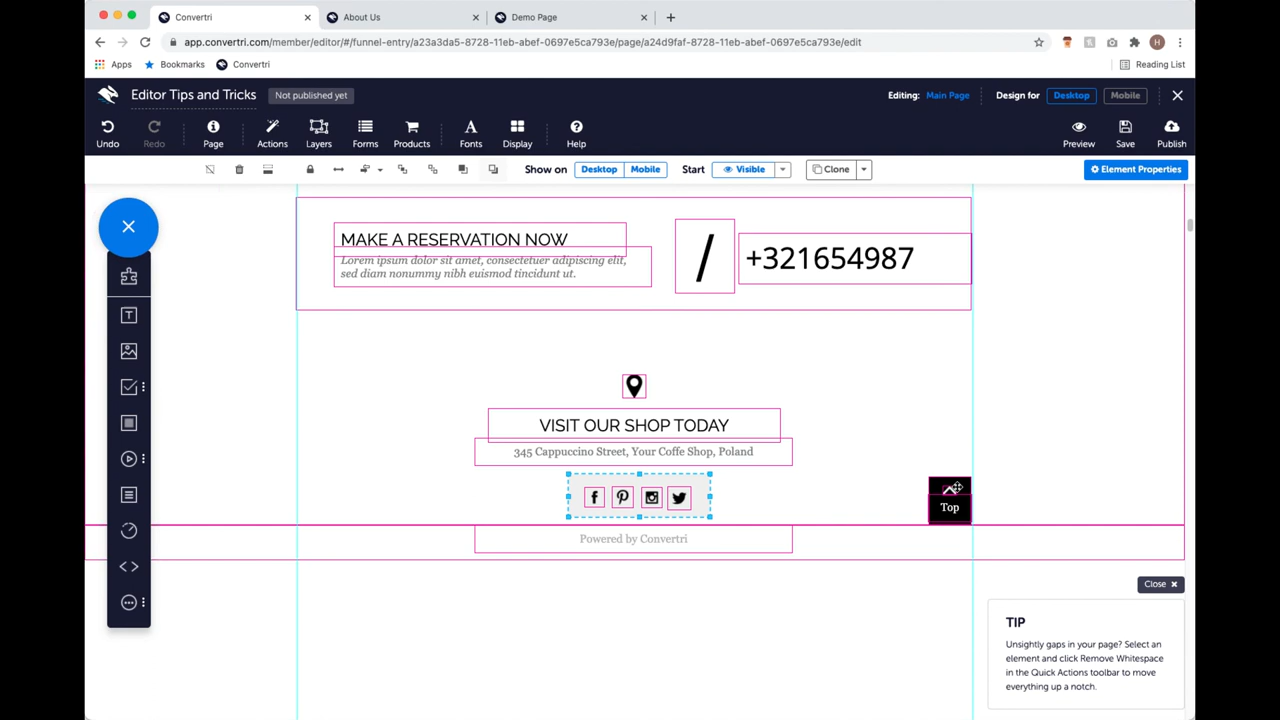 Convertri
About Us
Demo Page
app.convertri.com/member/editor/#/funnel-entry/a23a3da5-8728-11eb-abef-0697e5ca793e/page/a24d9faf-8728-11eb-abef-0697e5ca793e/edit
H
Apps
Bookmarks
Convertri
Reading List
Editor Tips and Tricks
Not published yet
Editing: Main Page
Design for
Desktop
Mobile
Undo
Redo
Page
Actions
Layers
Forms
Products
Fonts
Display
Help
Preview
Save
Publish
Show on
Desktop
Mobile
Start
Visible
Clone
Element Properties
MAKE A RESERVATION NOW
Lorem ipsum dolor sit amet, consectetuer adipiscing elit,
sed diam nonummy nibh euismod tincidunt ut.
/
+321654987
VISIT OUR SHOP TODAY
345 Cappuccino Street, Your Coffe Shop, Poland
Top
Powered by Convertri
Close
TIP
Unsightly gaps in your page? Select an
element and click Remove Whitespace
in the Quick Actions toolbar to move
everything up a notch.